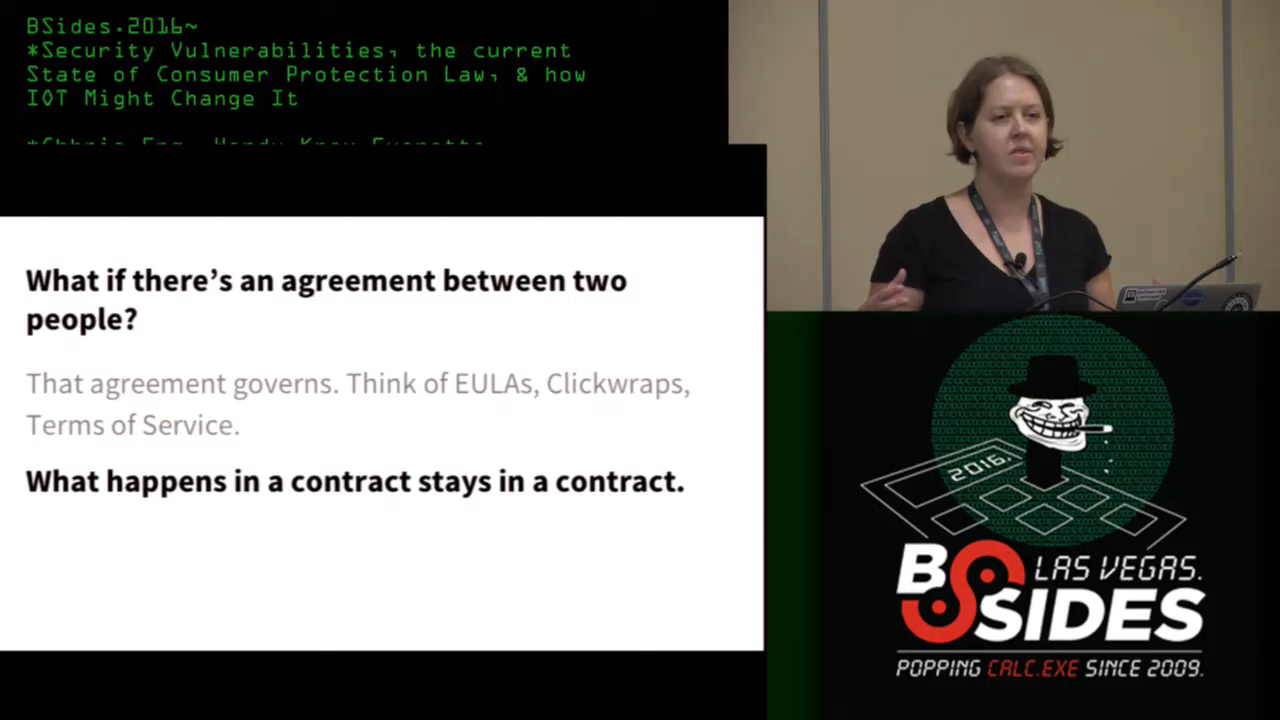 BSides.2016~
*Security Vulnerabilities, the current
State of Consumer Protection Law, & how
IOT Might Change It
What if there's an agreement between two
people?
That agreement governs. Think of EULAs, Clickwraps,
Terms of Service.
What happens in a contract stays in a contract.
2016.
BSIDES
LAS VEGAS.
POPPING CALC.EXE SINCE 2009.